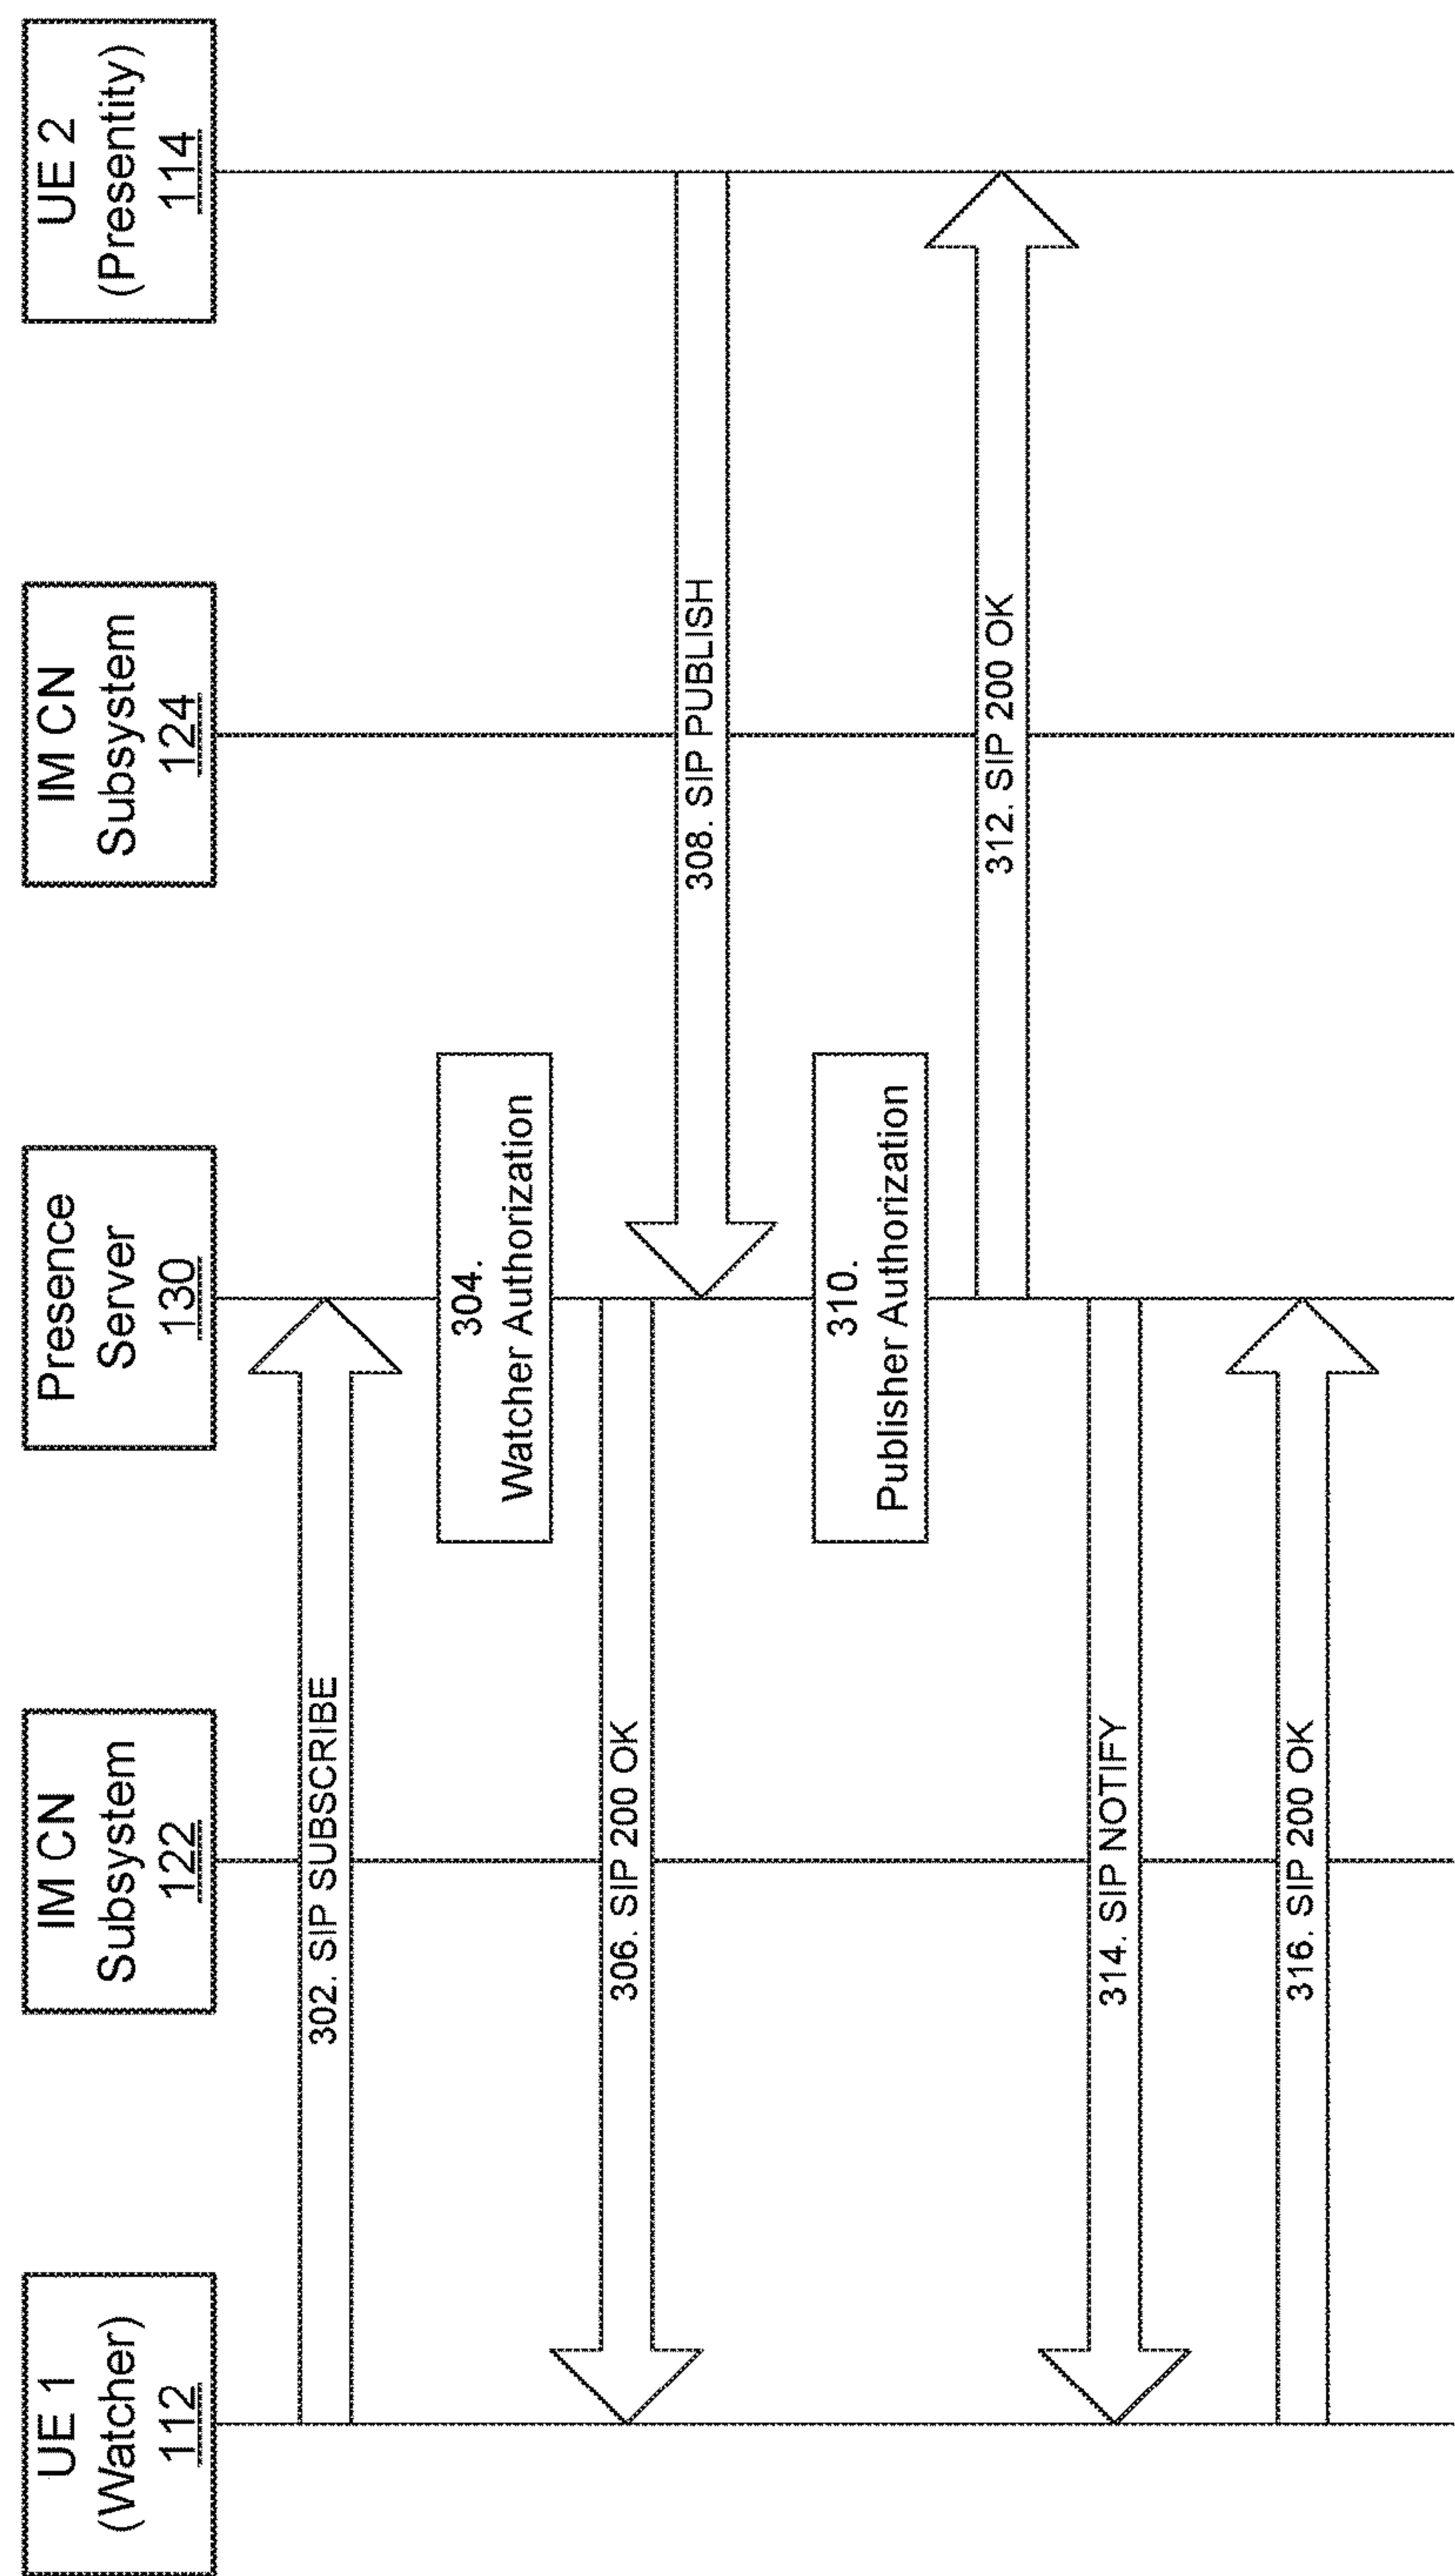 UE 1
(Watcher)
112
IM CN
Subsystem
122
Presence
Server
130
IM CN
Subsystem
124
UE 2
(Presentity)
114
302. SIP SUBSCRIBE
304.
Watcher Authorization
306. SIP 200 OK
308. SIP PUBLISH
310.
Publisher Authorization
312. SIP 200 OK
314. SIP NOTIFY
316. SIP 200 OK